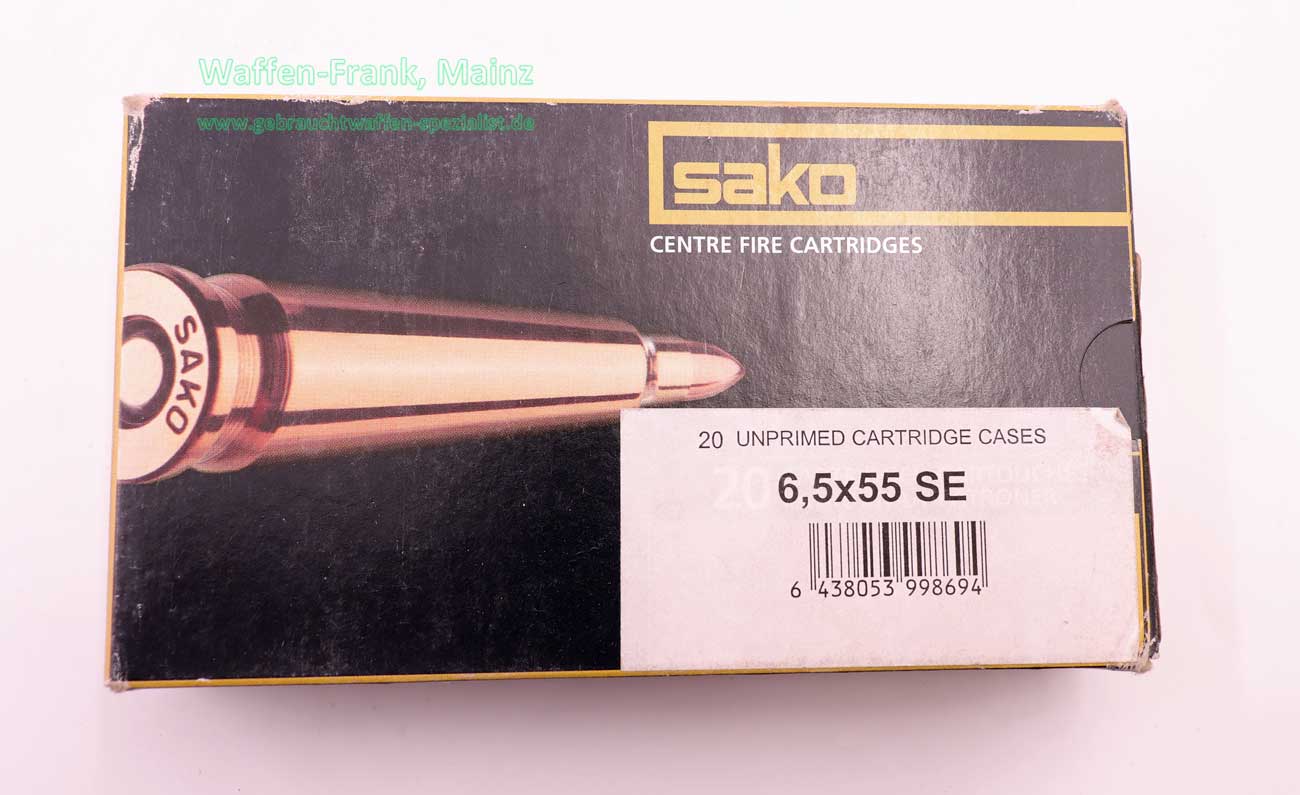 Waffen-Frank, Mainz
www.gebrauchtwaffen-spezialist.de
sako
CENTRE FIRE CARTRIDGES
SAKO
20 UNPRIMED CARTRIDGE CASES
6,5x55 SE
6 438053 998694